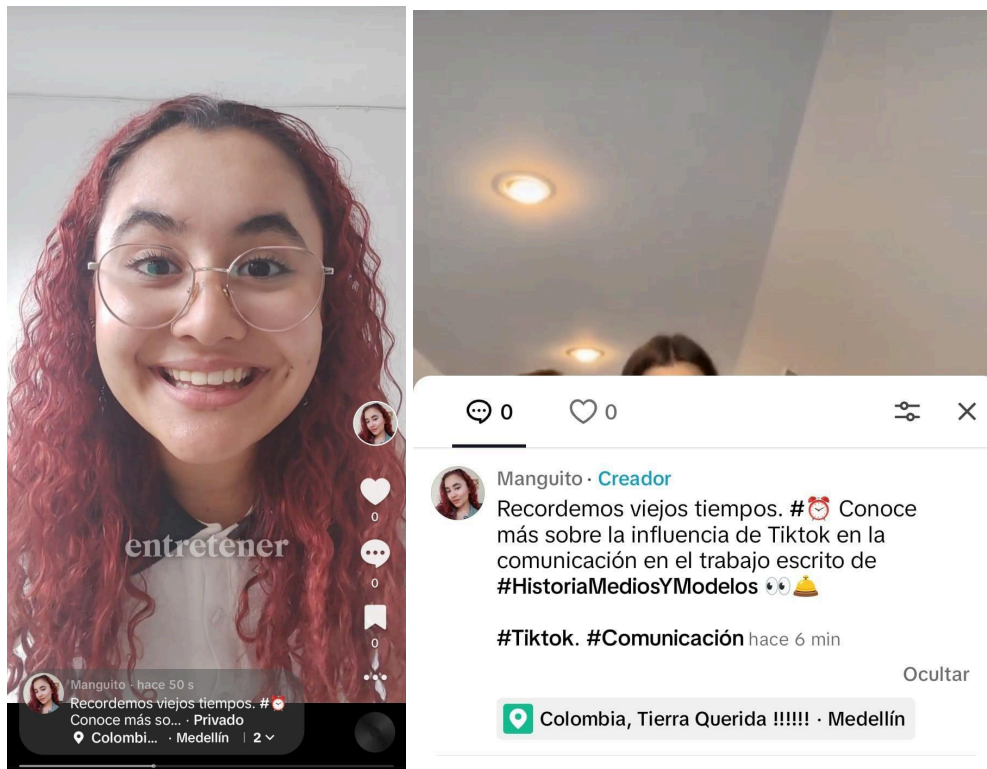 entretener
0
0
0
Manguito · hace 50 s
Recordemos viejos tiempos. #⏰
Conoce más so... · Privado
Colombi... · Medellín | 2
0
0
Manguito · Creador
Recordemos viejos tiempos. #⏰ Conoce
más sobre la influencia de Tiktok en la
comunicación en el trabajo escrito de
#HistoriaMediosYModelos 👀🛎️
#Tiktok. #Comunicación hace 6 min
Ocultar
Colombia, Tierra Querida !!!!!! · Medellín